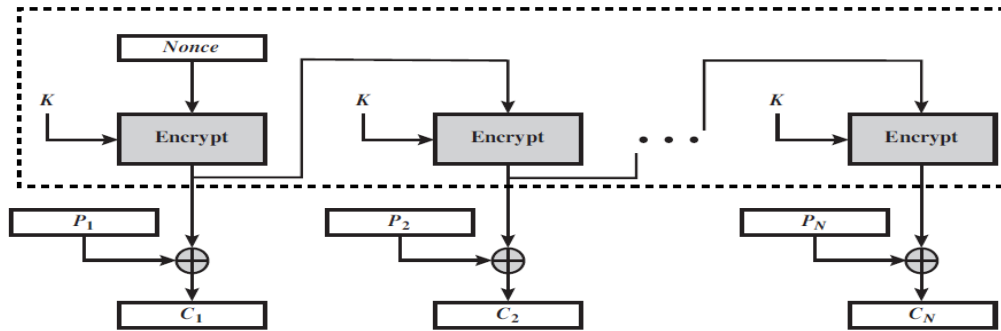 Nonce
K
K
K
Encrypt
Encrypt
• • •
Encrypt
P1
P2
PN
C1
C2
CN